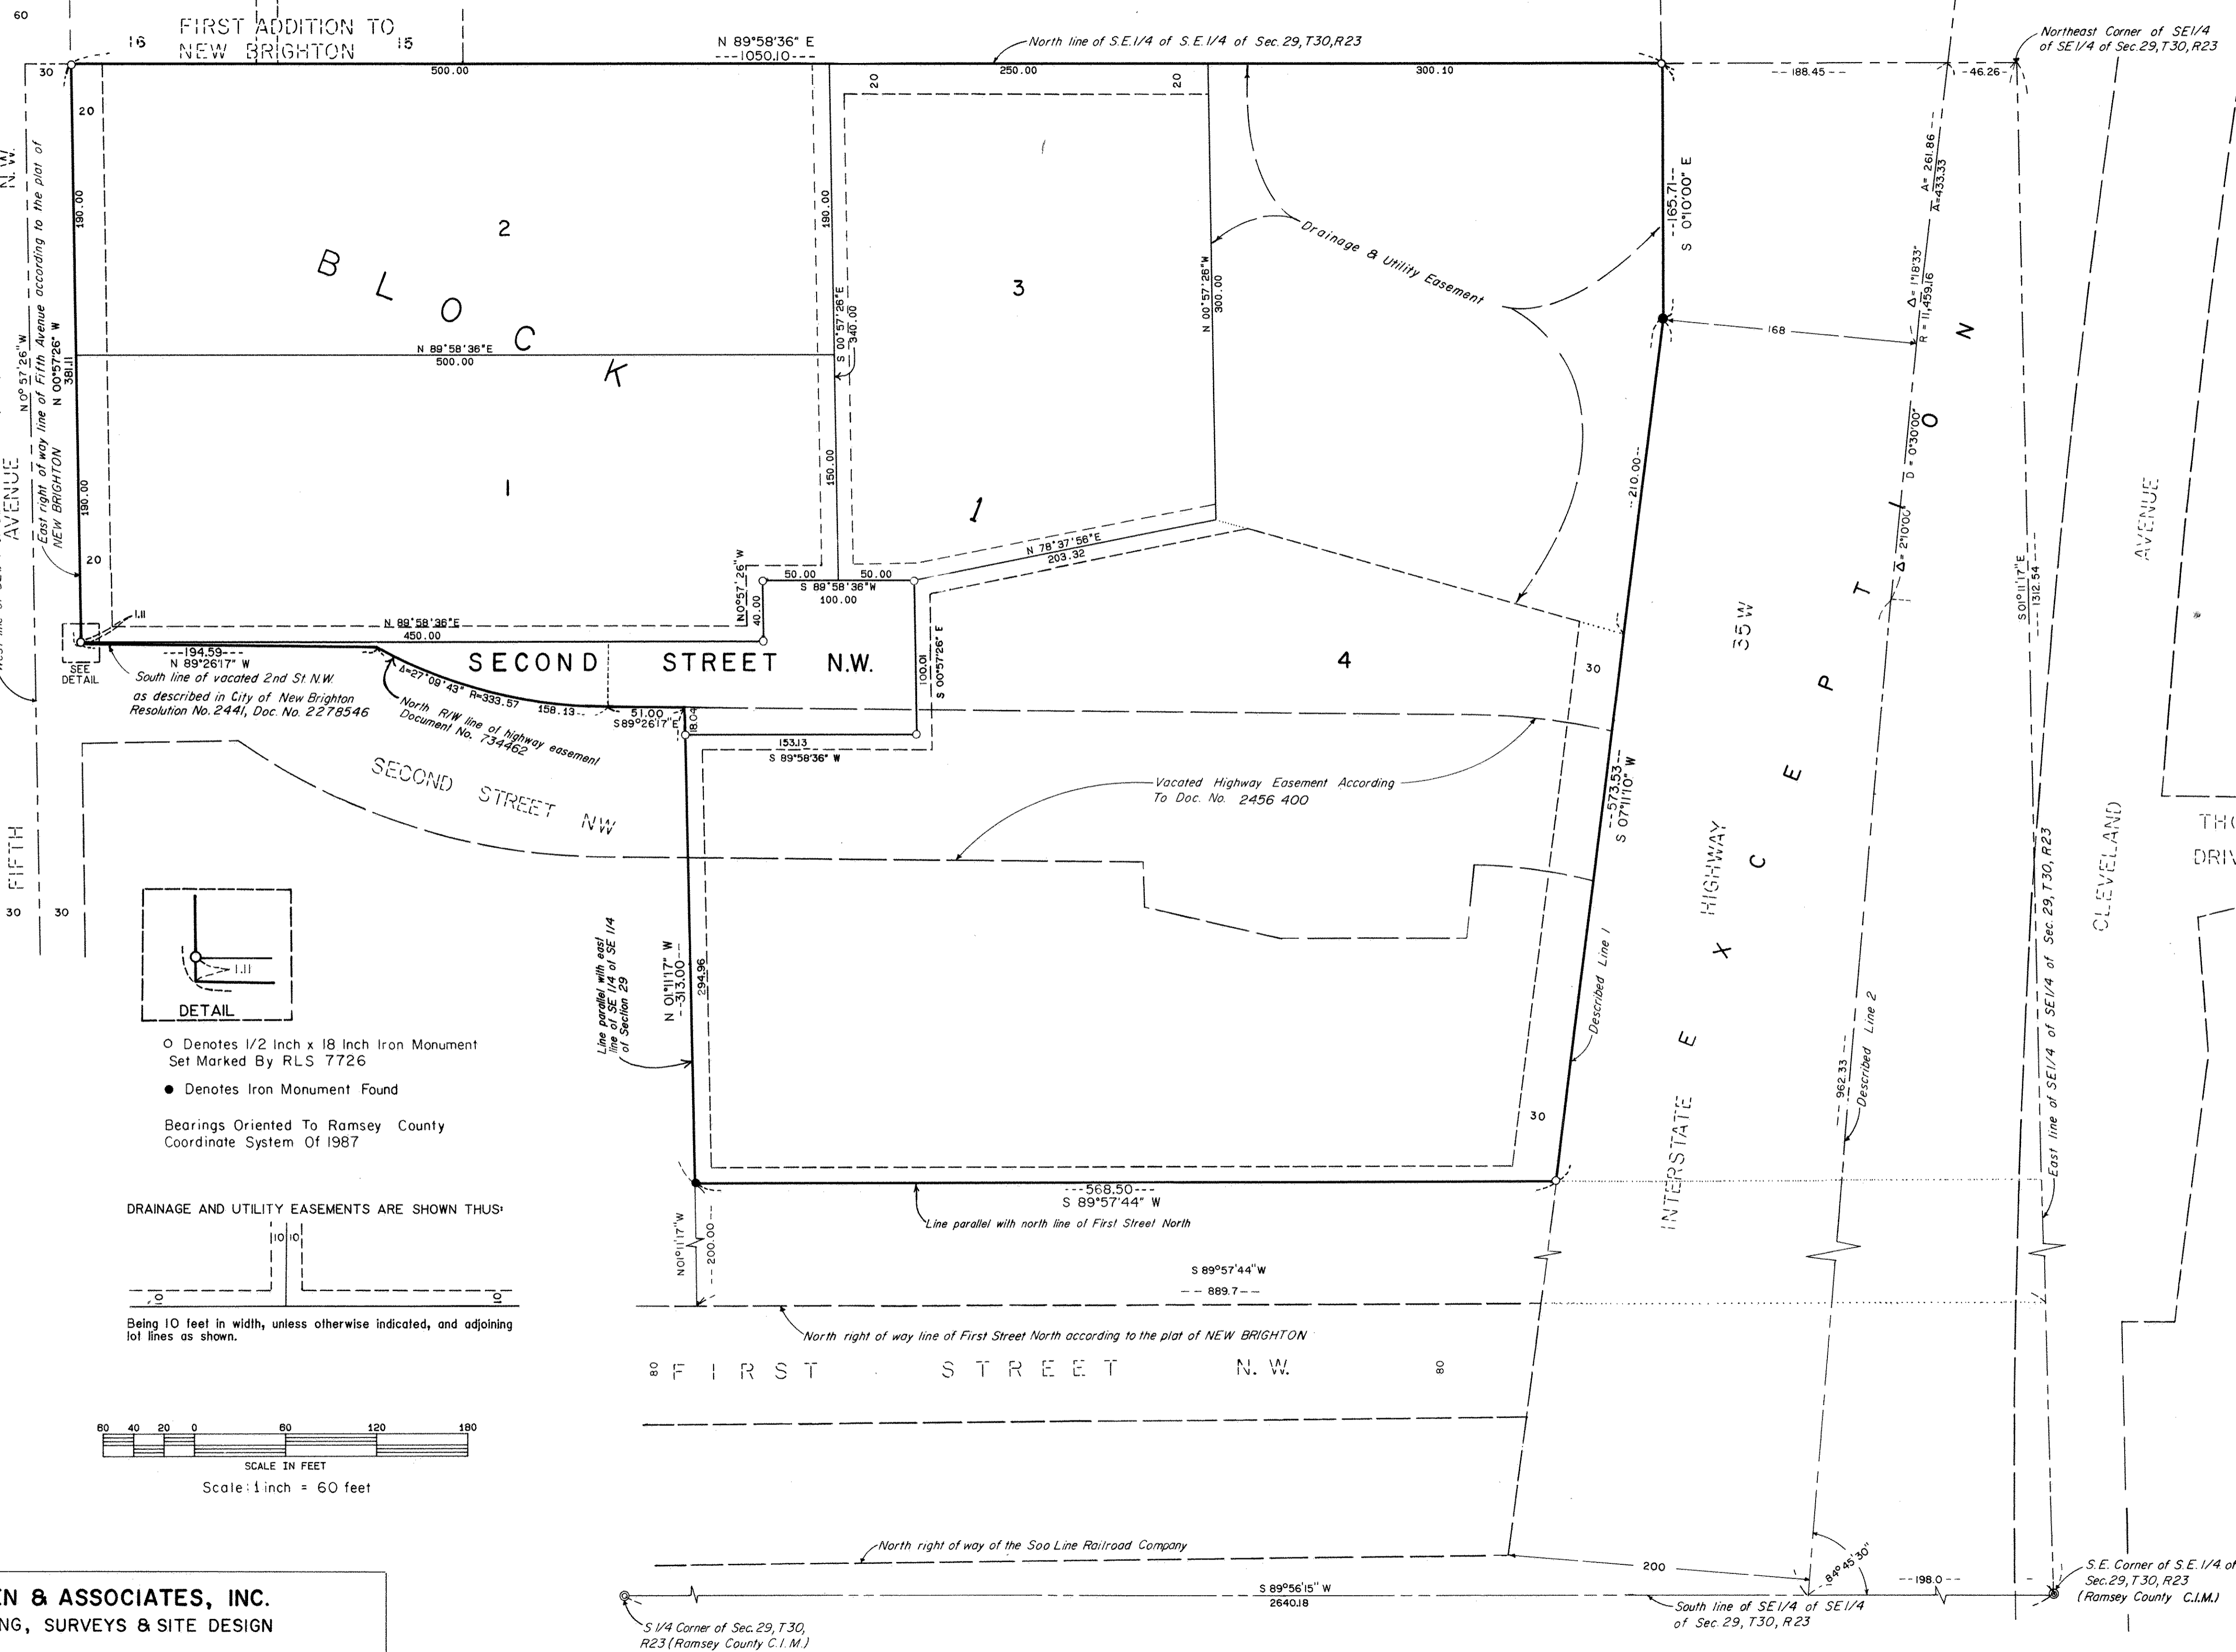 60
16
FIRST ADDITION TO
NEW BRIGHTON
15
N 89°58'36" E
---1050.10---
North line of S.E.1/4 of S.E.1/4 of Sec.29,T30,R23
Northeast Corner of SE1/4
of SE1/4 of Sec.29,T30,R23
30
500.00
250.00
300.10
--188.45--
-46.26-
20
20
20
N.W.
190.00
190.00
2
BLOCK
3
--165.71--
S 0°10'00" E
A= 261.86
A=433.33
Δ= 1°18'33"
R = 11,459.16
Drainage & Utility Easement
168
East right of way line of Fifth Avenue according to the plat of
NEW BRIGHTON
N 0°57'26"W
N 00°57'26" W
381.11
N 89°58'36"E
500.00
S 00°57'26"E
340.00
N 00°57'26"W
300.00
AVENUE
190.00
1
150.00
1
--210.00--
D = 0°30'00"
Δ = 2°10'00"
S 01°11'17"E
1312.54
AVENUE
20
N 78°37'56"E
203.32
1.11
N0°57'26"W
50.00
50.00
S 89°58'36"W
100.00
40.00
N 89°58'36"E
450.00
SEE
DETAIL
---194.59---
N 89°26'17" W
SECOND STREET N.W.
100.01
S 00°57'26" E
4
30
35W
South line of vacated 2nd St. N.W.
as described in City of New Brighton
Resolution No. 2441, Doc. No. 2278546
Δ=27°09'43" R=333.57
158.13--
51.00
S89°26'17"E
18.04
North R/W line of highway easement
Document No. 734462
153.13
S 89°58'36" W
SECOND STREET NW
Vacated Highway Easement According
To Doc. No. 2456 400
--573.53--
S 07°11'10" W
FIFTH
30
30
CLEVELAND
INTERSTATE HIGHWAY
EXCEPTION
Line parallel with east
line of SE 1/4 of SE 1/4
of Section 29
N 01°11'17" W
--313.00--
294.96
Described Line 1
Described Line 2
962.33
East line of SE1/4 of SE1/4 of Sec. 29, T30, R23
1.11
DETAIL
O Denotes 1/2 Inch x 18 Inch Iron Monument
Set Marked By RLS 7726
● Denotes Iron Monument Found
Bearings Oriented To Ramsey County
Coordinate System Of 1987
30
---568.50---
S 89°57'44" W
Line parallel with north line of First Street North
DRAINAGE AND UTILITY EASEMENTS ARE SHOWN THUS:
10 10
10
10
Being 10 feet in width, unless otherwise indicated, and adjoining
lot lines as shown.
N01°11'17"W
--200.00---
S 89°57'44"W
--889.7--
North right of way line of First Street North according to the plat of NEW BRIGHTON
80
FIRST STREET N.W.
80
60 40 20 0 60 120 180
SCALE IN FEET
Scale: 1 inch = 60 feet
North right of way of the Soo Line Railroad Company
200
84°45'30"
S 89°56'15" W
2640.18
--198.0--
S.E. Corner of S.E. 1/4 of
Sec.29, T30, R23
(Ramsey County C.I.M.)
South line of SE1/4 of SE1/4
of Sec. 29, T30, R23
S 1/4 Corner of Sec. 29, T30,
R23 (Ramsey County C.I.M.)
EN & ASSOCIATES, INC.
NG, SURVEYS & SITE DESIGN